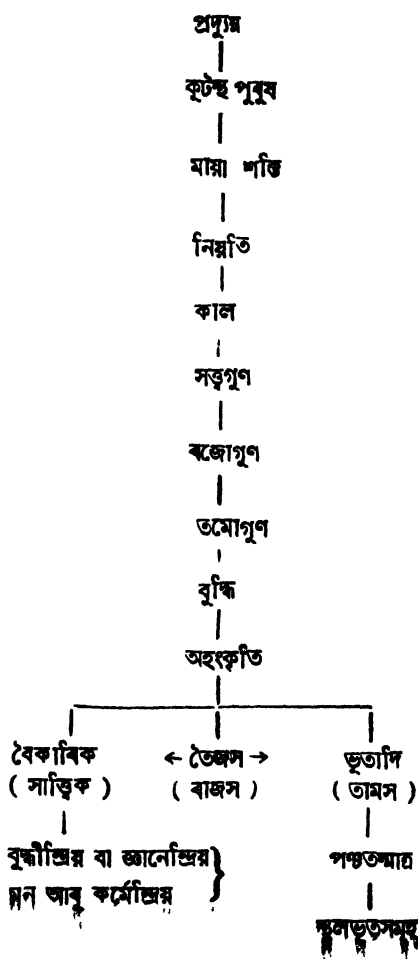 প্ৰদ্যুম্ন
কূটস্থ পুৰুষ
মায়া শক্তি
নিয়তি
কাল
সত্ত্বগুণ
ৰজোগুণ
তমোগুণ
বুদ্ধি
অহংকৃতি
বৈকাৰিক ← তৈজস → ভূতাদি
( সাত্ত্বিক ) ( ৰাজস ) ( তামস )
বুদ্ধীন্দ্ৰিয় বা জ্ঞানেন্দ্ৰিয় পঞ্চতন্মাত্ৰ
মন আৰু কৰ্মেন্দ্ৰিয়
স্থূলভূতসমূহ